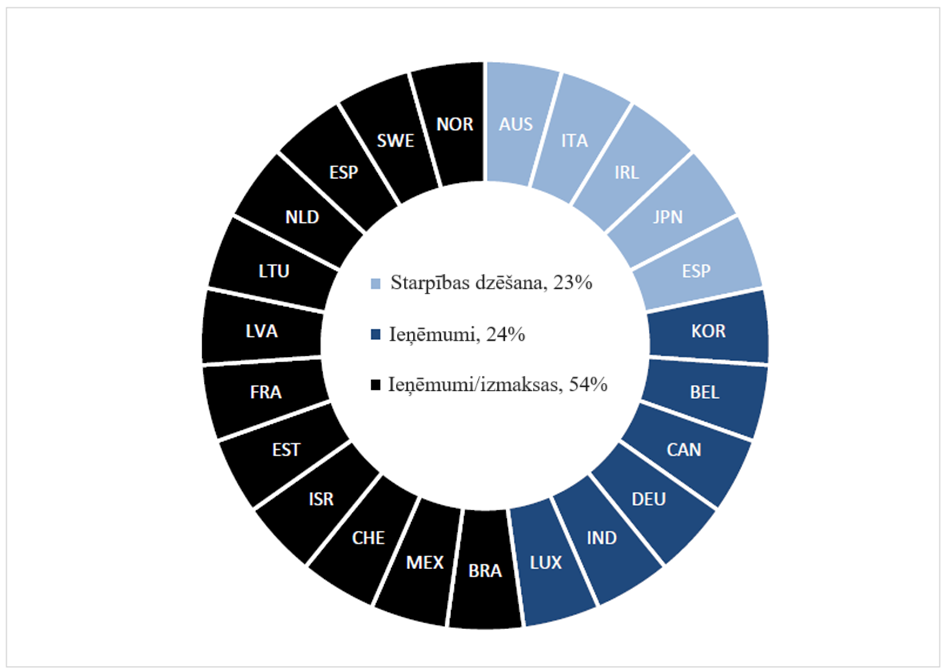 NOR
AUS
SWE
ITA
ESP
IRL
NLD
JPN
LTU
ESP
Starpības dzēšana, 23%
LVA
KOR
Ieņēmumi, 24%
Ieņēmumi/izmaksas, 54%
FRA
BEL
EST
CAN
ISR
DEU
CHE
IND
MEX
LUX
BRA